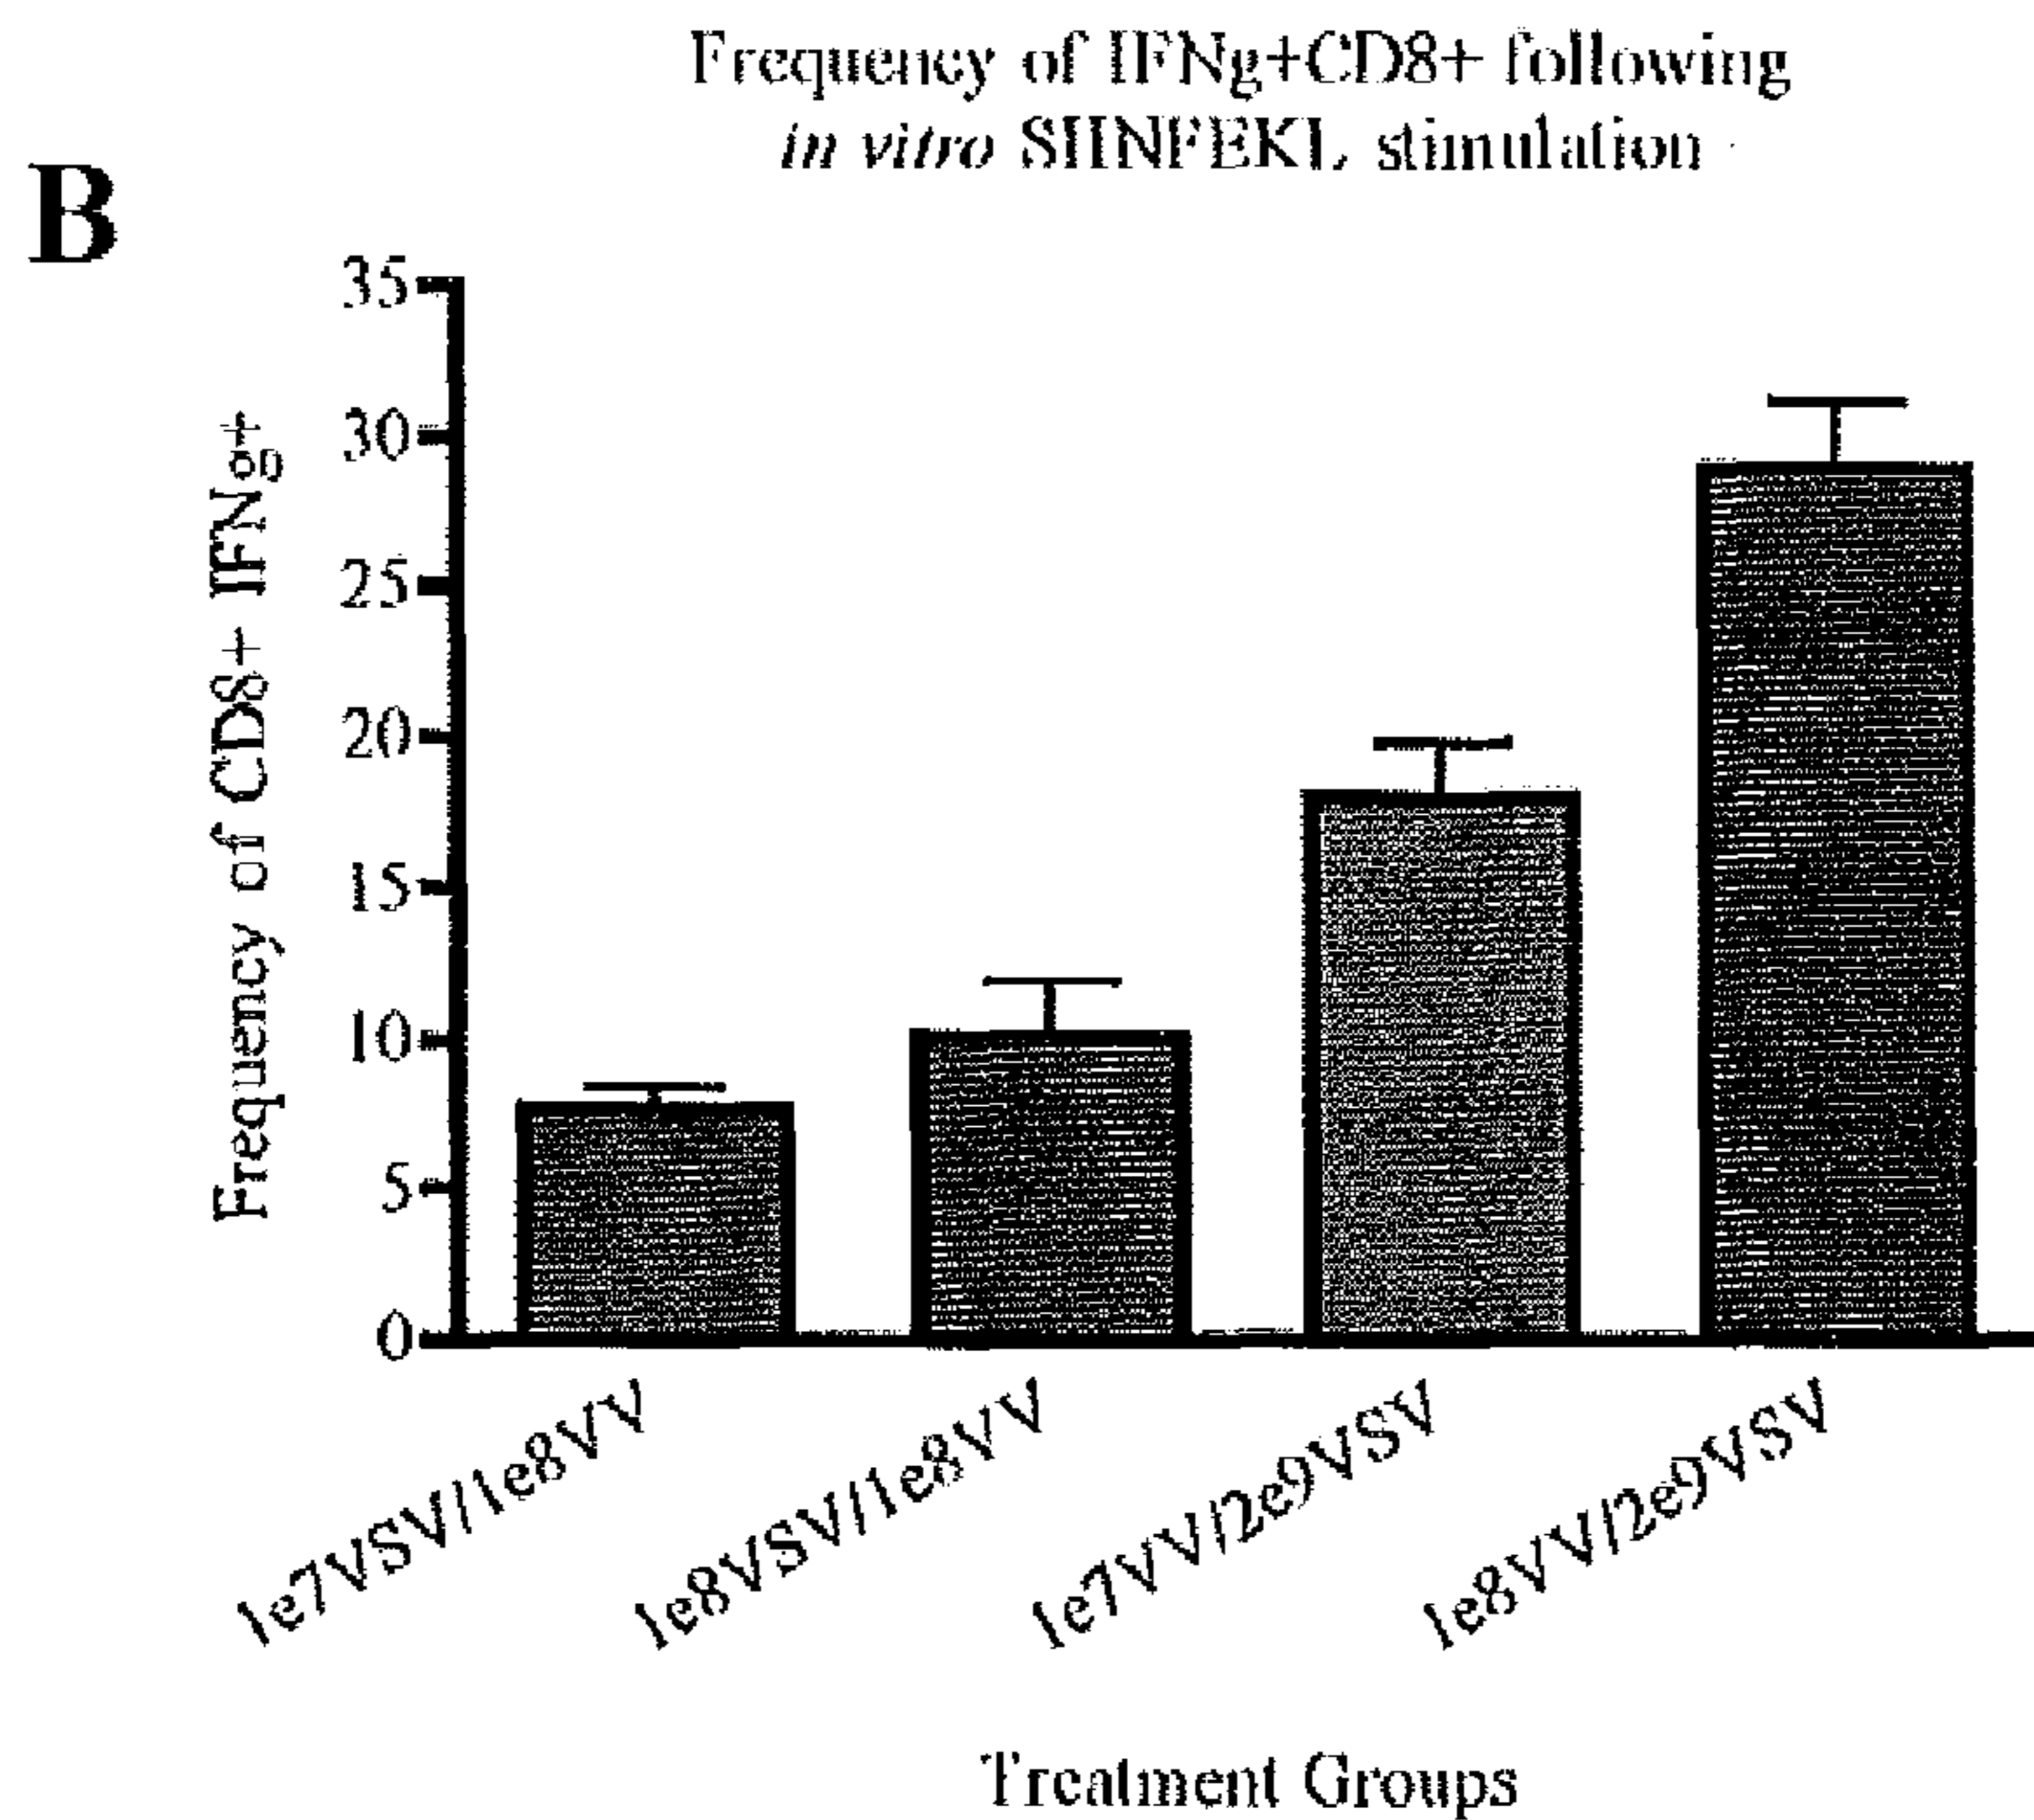 Frequency of IFNg+CD8+ following
in vitro SIINFEKL stimulation
B
Frequency of CD8+ IFNg+
35
30
25
20
15
10
5
0
1e7VSV/1e8VV
1e8VSV/1e8VV
1e7VV/2e9VSV
1e8VV/2e9VSV
Treatment Groups